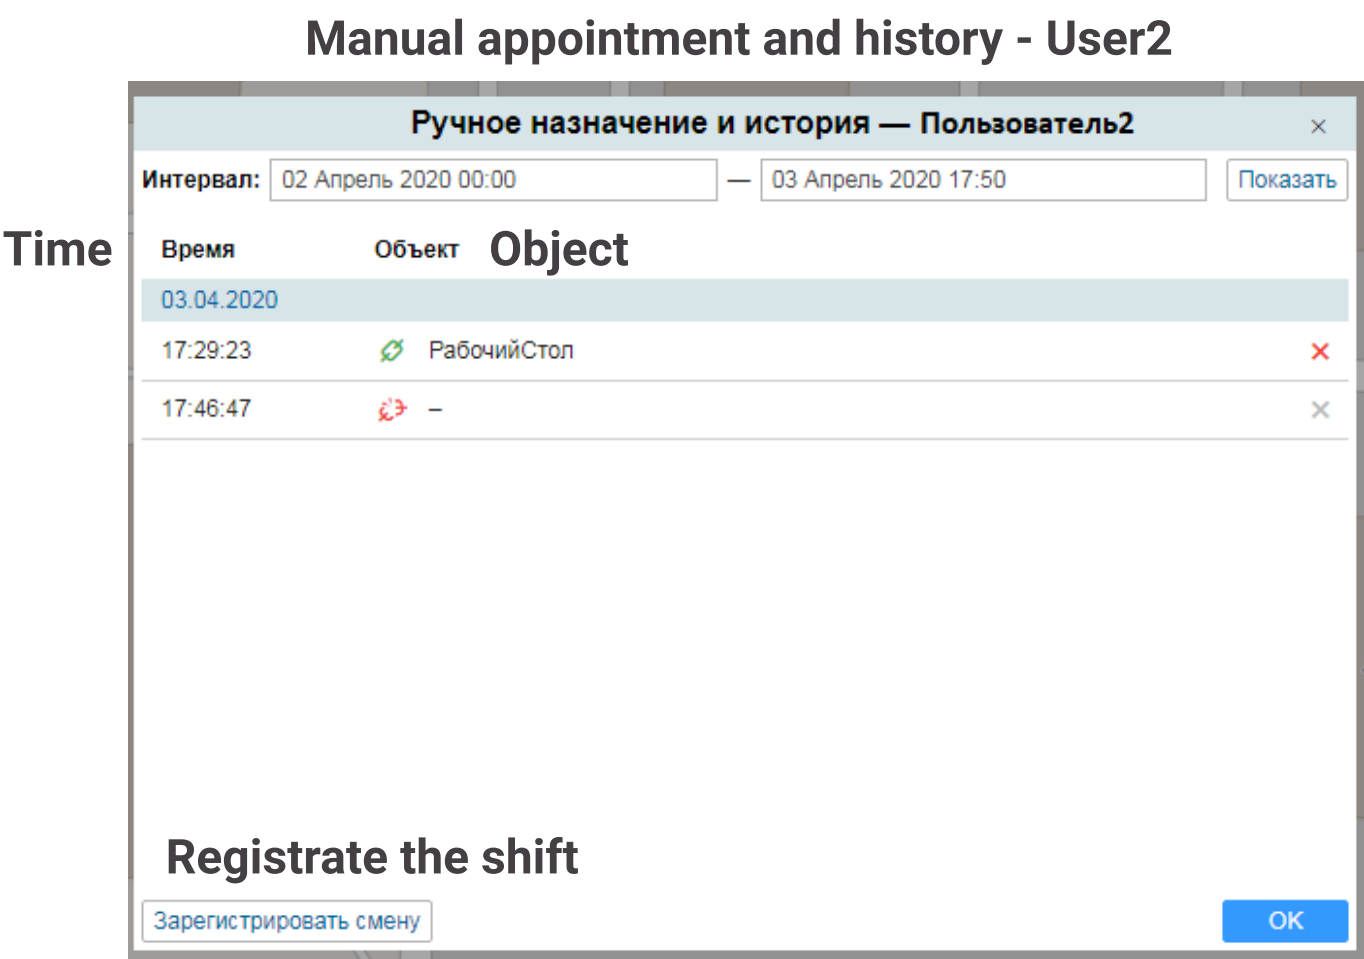 Manual appointment and history - User2
Ручное назначение и история — Пользователь2
Интервал: 02 Апрель 2020 00:00 — 03 Апрель 2020 17:50 Показать
Time Время Объект Object
03.04.2020
17:29:23 РабочийСтол
17:46:47 –
Registrate the shift
Зарегистрировать смену OK